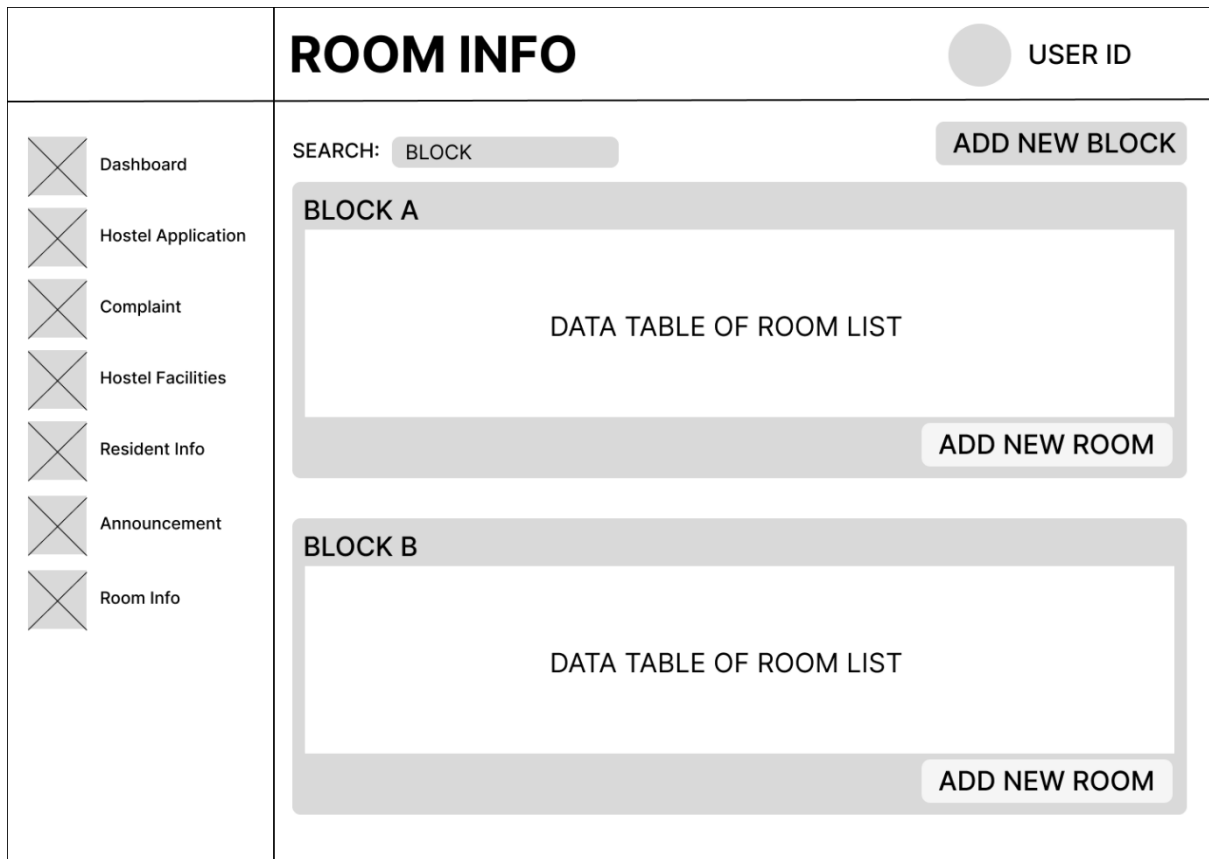 ROOM INFO
USER ID
Dashboard
Hostel Application
Complaint
Hostel Facilities
Resident Info
Announcement
Room Info
SEARCH: BLOCK
ADD NEW BLOCK
BLOCK A
DATA TABLE OF ROOM LIST
ADD NEW ROOM
BLOCK B
DATA TABLE OF ROOM LIST
ADD NEW ROOM